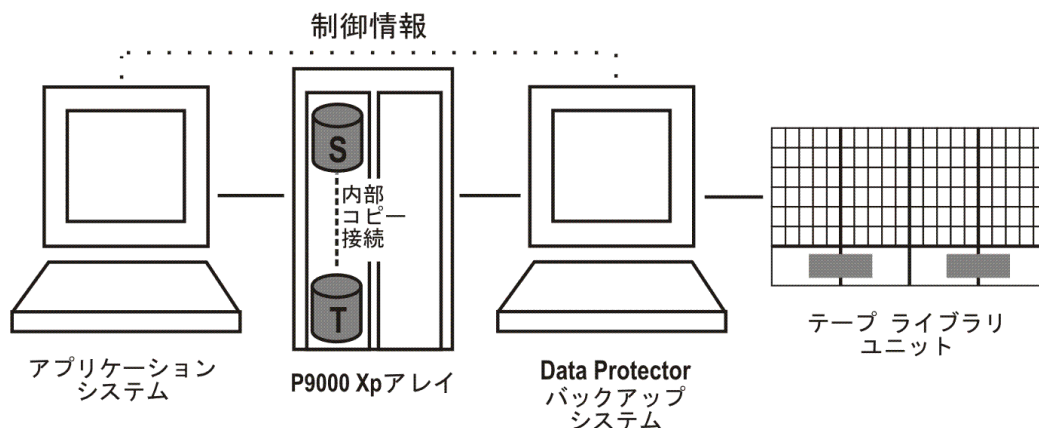 制御情報
S
内部
コピー
接続
T
アプリケーション
システム
P9000 Xpアレイ
Data Protector
バックアップ
システム
テープ ライブラリ
ユニット